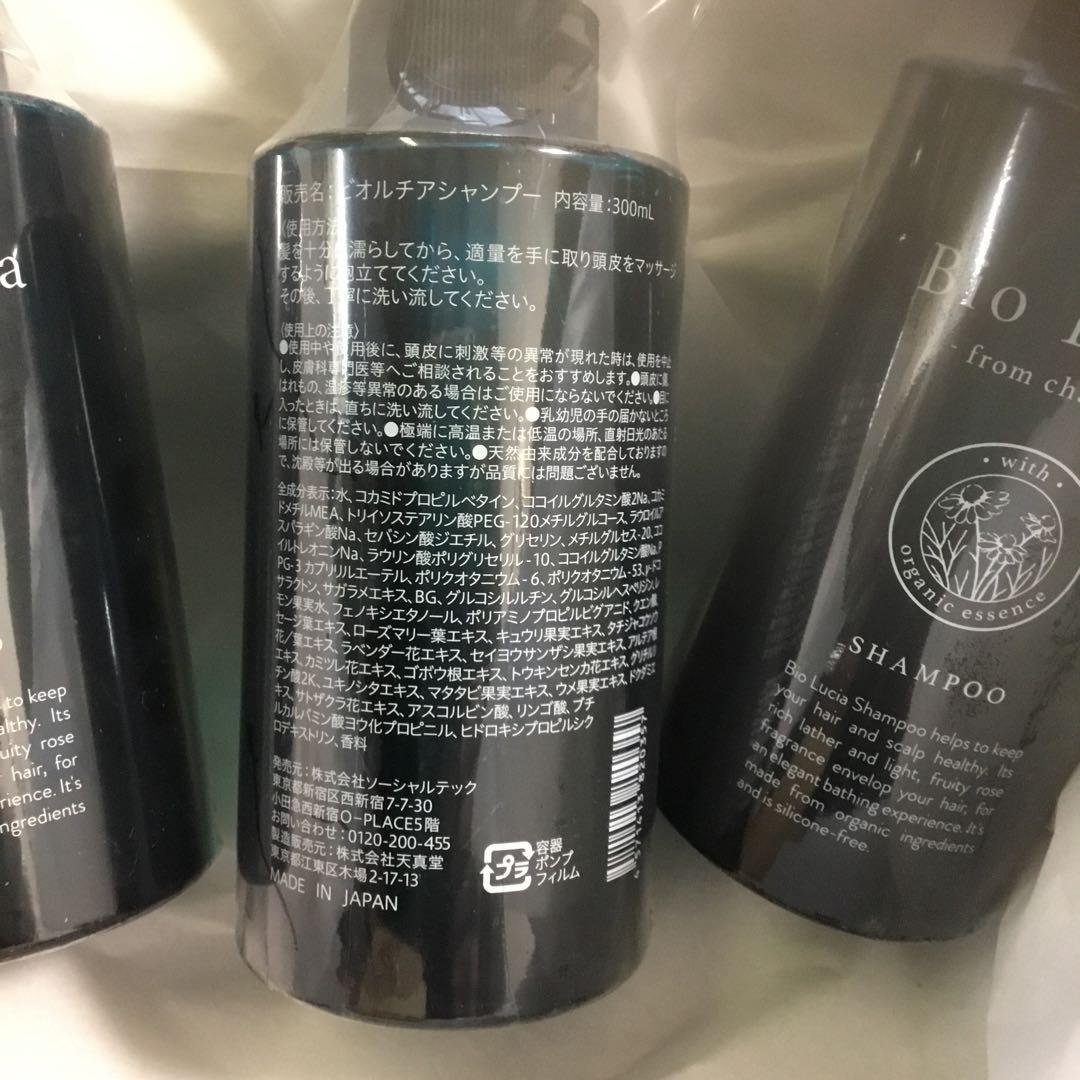 a
to keep
healthy. Its
fruity rose
hair, for
It's
ingredients
販売名:ビオルチアシャンプー 内容量:300mL
〈使用方法〉
髪を十分に濡らしてから、適量を手に取り頭皮をマッサージ
するように泡立ててください。
その後、丁寧に洗い流してください。
〈使用上の注意〉
●使用中や使用後に、頭皮に刺激等の異常が現れた時は、使用を中止
し、皮膚科専門医等へご相談されることをおすすめします。●頭皮に傷、
はれもの、湿疹等異常のある場合はご使用にならないでください。●目に
入ったときは、直ちに洗い流してください。●乳幼児の手の届かないところ
に保管してください。●極端に高温または低温の場所、直射日光のあたる
場所には保管しないでください。●天然由来成分を配合しておりますの
で、沈殿等が出る場合がありますが品質には問題ございません。
全成分表示:水、コカミドプロピルベタイン、ココイルグルタミン酸2Na、コカミ
ドメチルMEA、トリイソステアリン酸PEG-120メチルグルコース、ラウロイルア
スパラギン酸Na、セバシン酸ジエチル、グリセリン、メチルグルセス-20、ココ
イルトレオニンNa、ラウリン酸ポリグリセリル-10、ココイルグルタミン酸Na、P
PG-3 カプリリルエーテル、ポリクオタニウム-6、ポリクオタニウム-53、γ-ドコ
サラクトン、サガラメエキス、BG、グルコシルルチン、グルコシルヘスペリジン、レ
モン果実水、フェノキシエタノール、ポリアミノプロピルビグアニド、クエン酸、
セージ葉エキス、ローズマリー葉エキス、キュウリ果実エキス、タチジャコウソウ
花/葉エキス、ラベンダー花エキス、セイヨウサンザシ果実エキス、アルテア根
エキス、カミツレ花エキス、ゴボウ根エキス、トウキンセンカ花エキス、グリチルリ
チン酸2K、ユキノシタエキス、マタタビ果実エキス、ウメ果実エキス、ドクダミエ
キス、サトザクラ花エキス、アスコルビン酸、リンゴ酸、ブチ
ルカルバミン酸ヨウ化プロピニル、ヒドロキシプロピルシク
ロデキストリン、香料
発売元:株式会社ソーシャルテック
東京都新宿区西新宿7-7-30
小田急西新宿O-PLACE5階
お問い合わせ:0120-200-455
製造販売元:株式会社天真堂
東京都江東区木場2-17-13
MADE IN JAPAN
プラ
容器
ポンプ
フィルム
BIO
- from
with
organic essence
SHAMPOO
Bio Lucia Shampoo helps to keep
your hair and scalp healthy. Its
rich lather and light, fruity rose
fragrance envelop your hair, for
an elegant bathing experience. It's
made from organic ingredients
and is silicone-free.